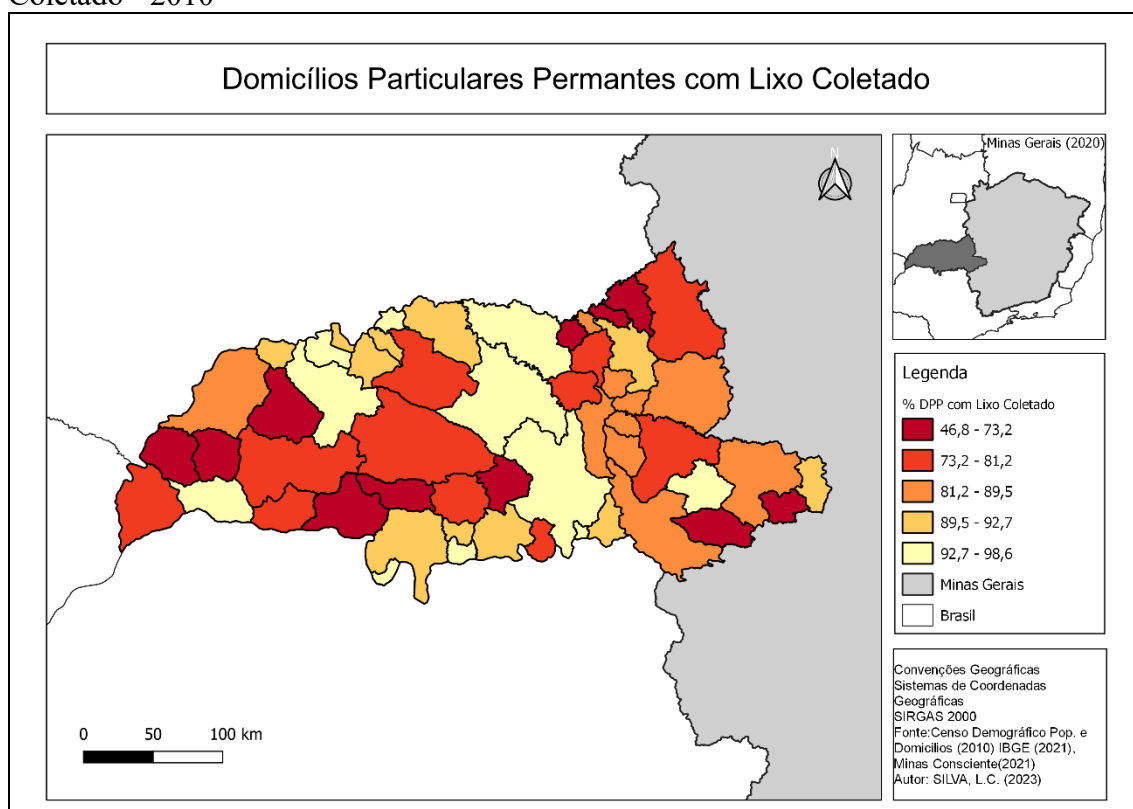 Coletado - 2010
Domicílios Particulares Permantes com Lixo Coletado
N
Minas Gerais (2020)
Legenda
% DPP com Lixo Coletado
46,8 - 73,2
73,2 - 81,2
81,2 - 89,5
89,5 - 92,7
92,7 - 98,6
Minas Gerais
Brasil
0 50 100 km
Convenções Geográficas
Sistemas de Coordenadas
Geográficas
SIRGAS 2000
Fonte:Censo Demográfico Pop. e
Domicilios (2010) IBGE (2021),
Minas Consciente(2021)
Autor: SILVA, L.C. (2023)